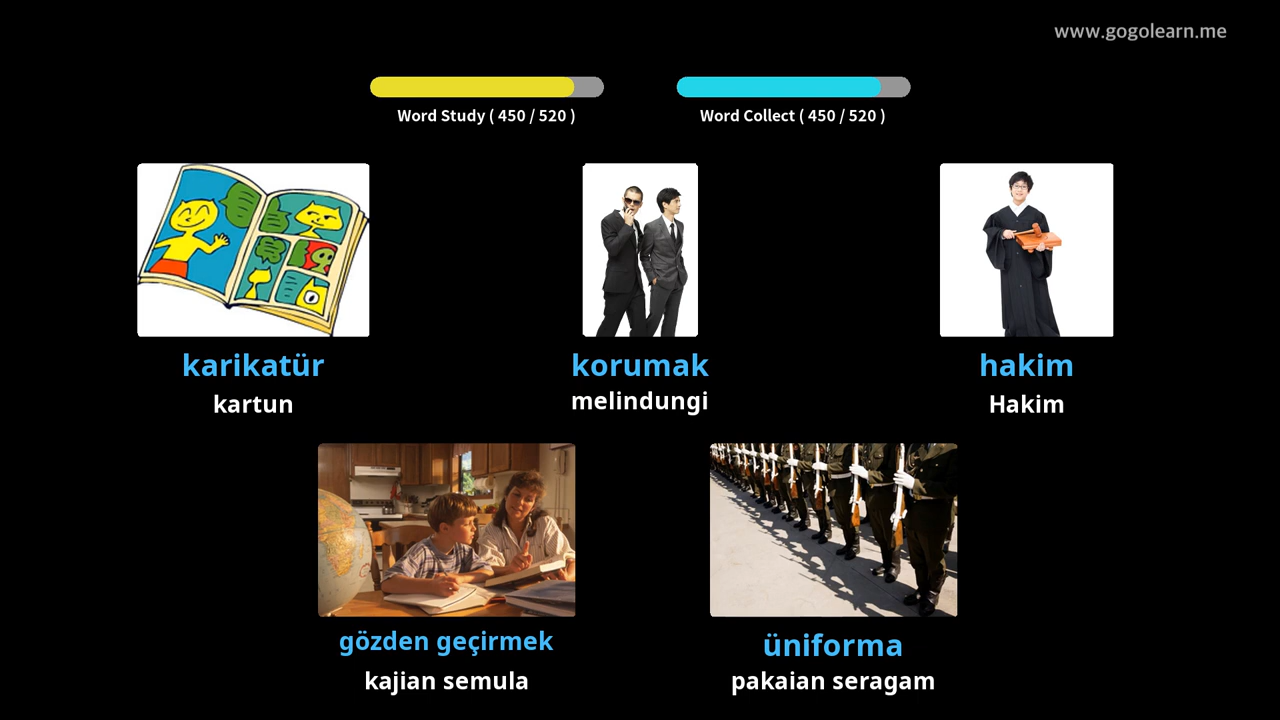 www.gogolearn.me
Word Study ( 450 / 520 )
Word Collect ( 450 / 520 )
karikatür
kartun
korumak
melindungi
hakim
Hakim
gözden geçirmek
kajian semula
üniforma
pakaian seragam